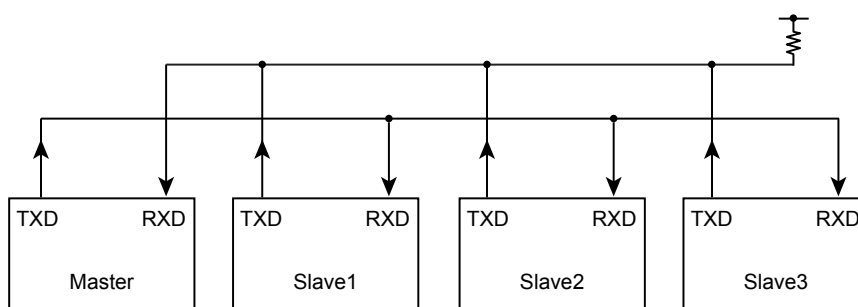 TXD RXD TXD RXD TXD RXD TXD RXD
Master Slave1 Slave2 Slave3